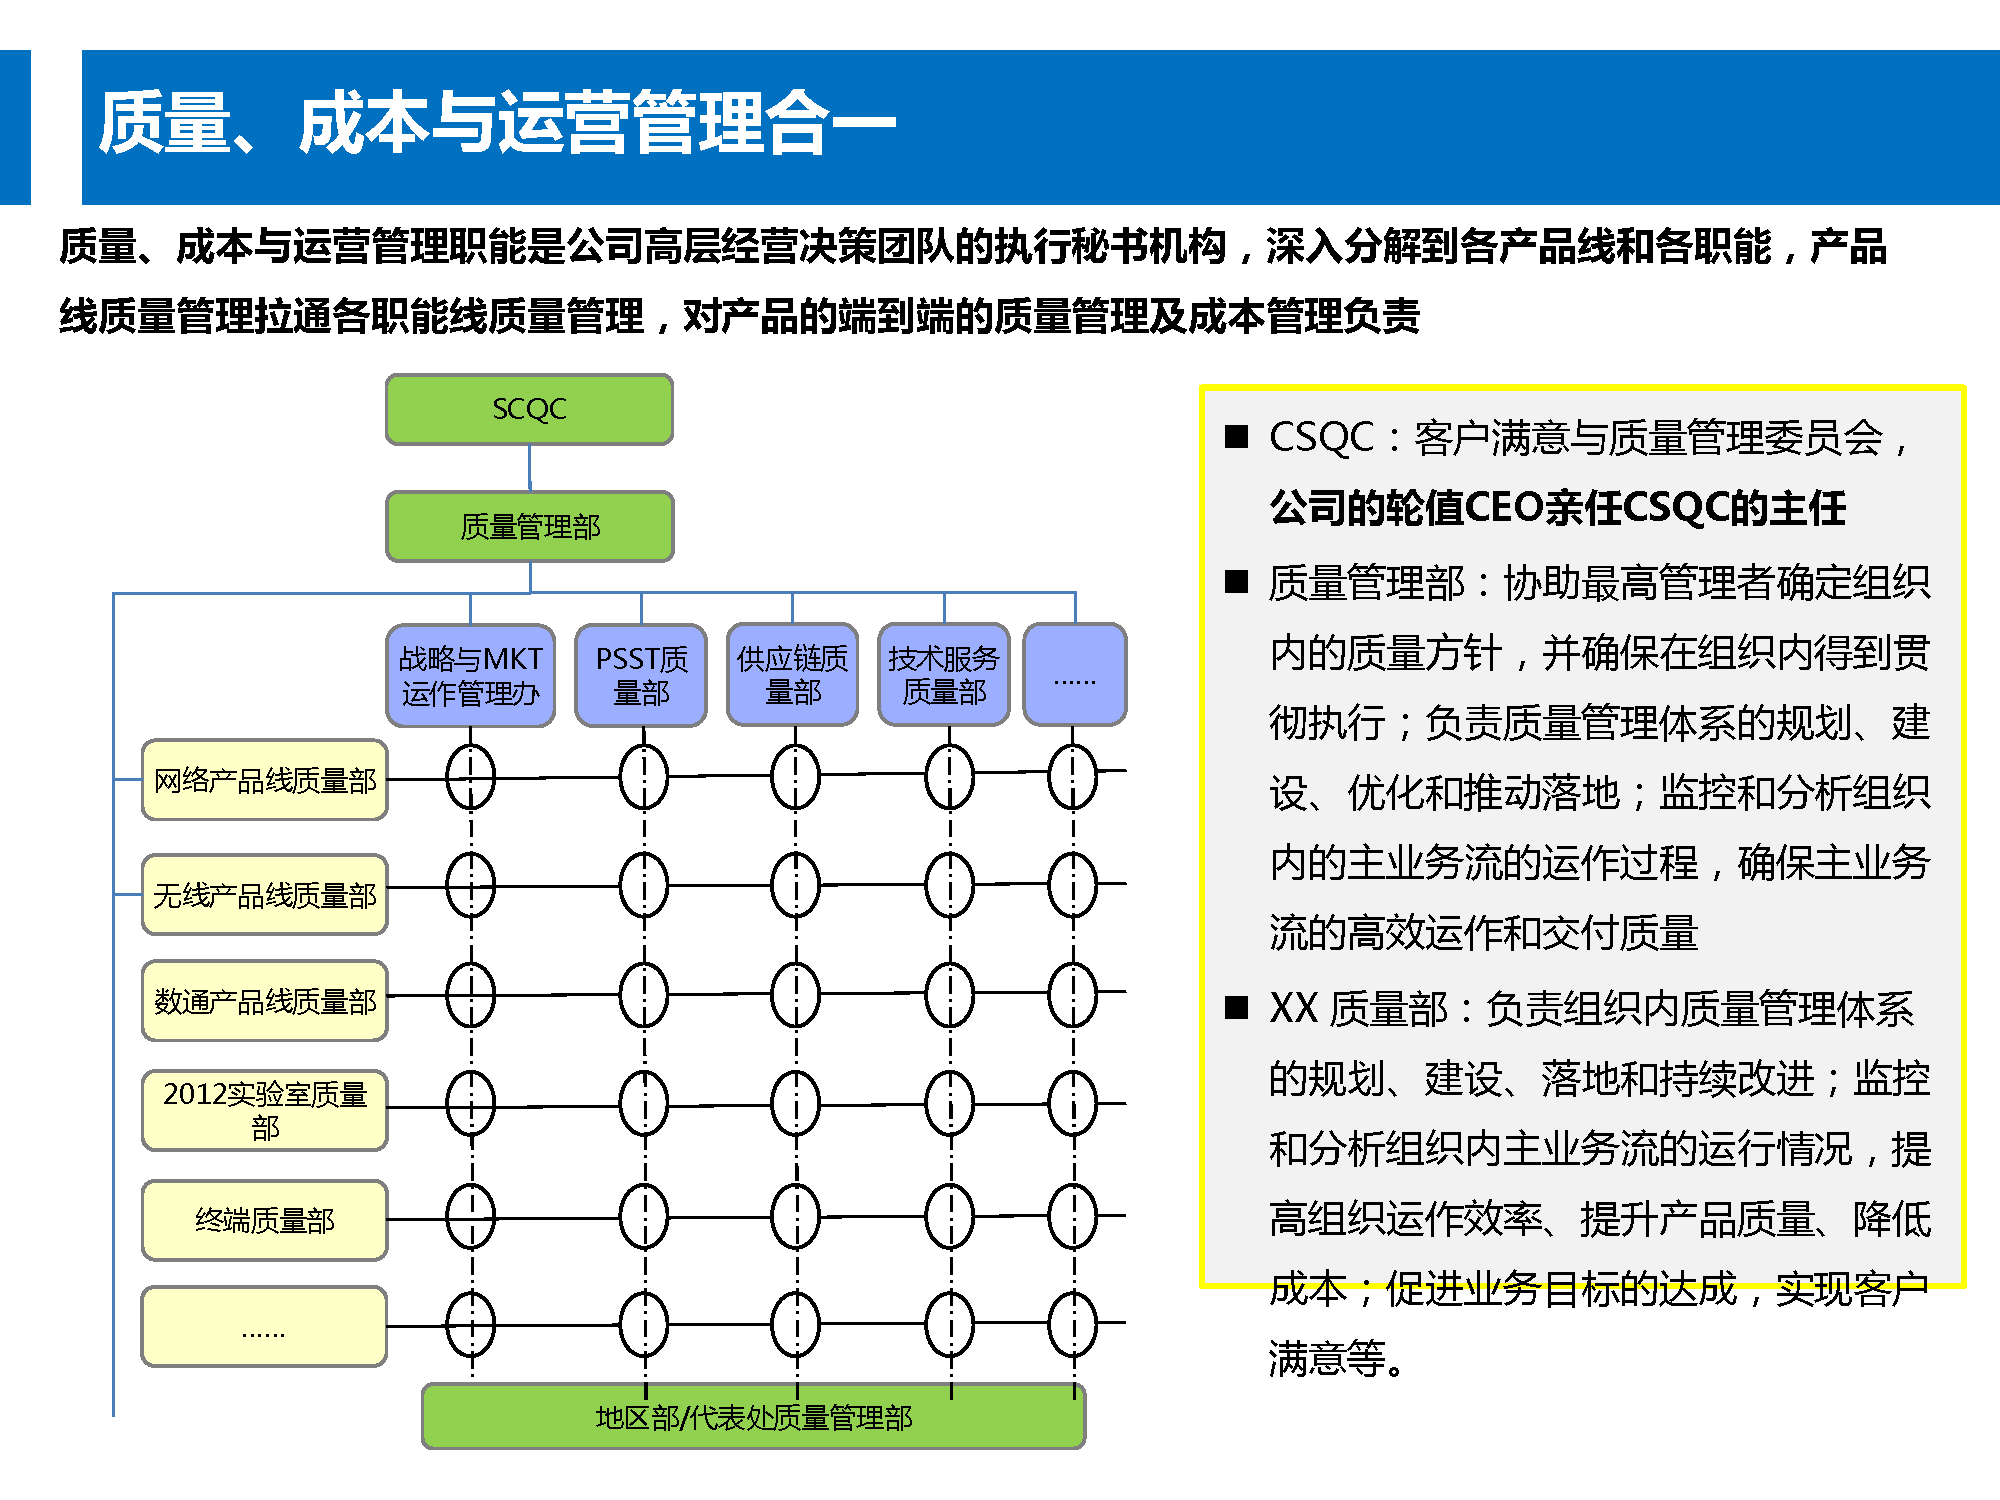 质量、成本与运营管理合一
质量、成本与运营管理职能是公司高层经营决策团队的执行秘书机构，深入分解到各产品线和各职能，产品
线质量管理拉通各职能线质量管理，对产品的端到端的质量管理及成本管理负责
SCQC
质量管理部
战略与MKT
运作管理办
PSST质
量部
供应链质
量部
技术服务
质量部
……
网络产品线质量部
无线产品线质量部
数通产品线质量部
2012实验室质量
部
终端质量部
……
地区部/代表处质量管理部
■ CSQC：客户满意与质量管理委员会，
公司的轮值CEO亲任CSQC的主任
■ 质量管理部：协助最高管理者确定组织
内的质量方针，并确保在组织内得到贯
彻执行；负责质量管理体系的规划、建
设、优化和推动落地；监控和分析组织
内的主业务流的运作过程，确保主业务
流的高效运作和交付质量
■ XX 质量部：负责组织内质量管理体系
的规划、建设、落地和持续改进；监控
和分析组织内主业务流的运行情况，提
高组织运作效率、提升产品质量、降低
成本；促进业务目标的达成，实现客户
满意等。